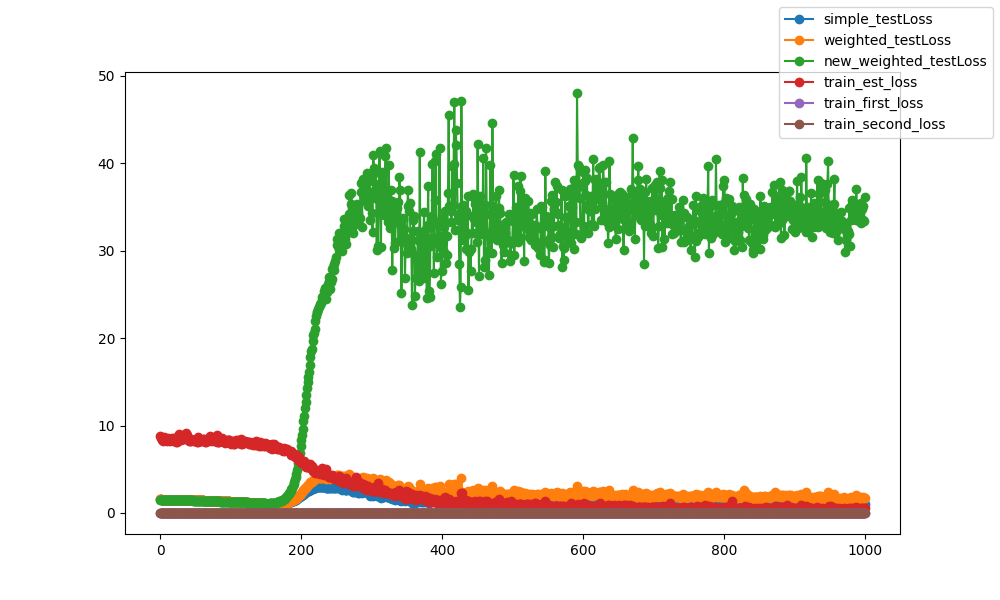 simple_testLoss
weighted_testLoss
new_weighted_testLoss
train_est_loss
train_first_loss
train_second_loss
50
40
30
20
10
0
0 200 400 600 800 1000